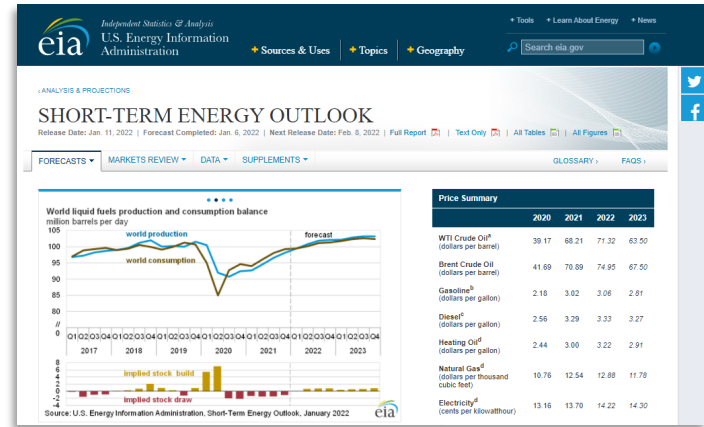 Independent Statistics & Analysis
eia
U.S. Energy Information
Administration
+ Sources & Uses
+ Topics
+ Geography
+ Tools
+ Learn About Energy
+ News
Search eia.gov
‹ ANALYSIS & PROJECTIONS
SHORT-TERM ENERGY OUTLOOK
Release Date: Jan. 11, 2022 | Forecast Completed: Jan. 6, 2022 | Next Release Date: Feb. 8, 2022 | Full Report | Text Only | All Tables | All Figures
FORECASTS
MARKETS REVIEW
DATA
SUPPLEMENTS
GLOSSARY ›
FAQS ›
World liquid fuels production and consumption balance
million barrels per day
105
100
95
90
85
80
//
0
world production
world consumption
forecast
Q1 Q2 Q3 Q4 Q1 Q2 Q3 Q4 Q1 Q2 Q3 Q4 Q1 Q2 Q3 Q4 Q1 Q2 Q3 Q4 Q1 Q2 Q3 Q4 Q1 Q2 Q3 Q4
2017 2018 2019 2020 2021 2022 2023
8
6
4
2
0
-2
-4
implied stock build
implied stock draw
Source: U.S. Energy Information Administration, Short-Term Energy Outlook, January 2022
eia
Price Summary
2020 2021 2022 2023
WTI Crude Oilᵃ
(dollars per barrel)
39.17 68.21 71.32 63.50
Brent Crude Oil
(dollars per barrel)
41.69 70.89 74.95 67.50
Gasolineᵇ
(dollars per gallon)
2.18 3.02 3.06 2.81
Dieselᶜ
(dollars per gallon)
2.56 3.29 3.33 3.27
Heating Oilᵈ
(dollars per gallon)
2.44 3.00 3.22 2.91
Natural Gasᵈ
(dollars per thousand
cubic feet)
10.76 12.54 12.88 11.78
Electricityᵈ
(cents per kilowatthour)
13.16 13.70 14.22 14.30